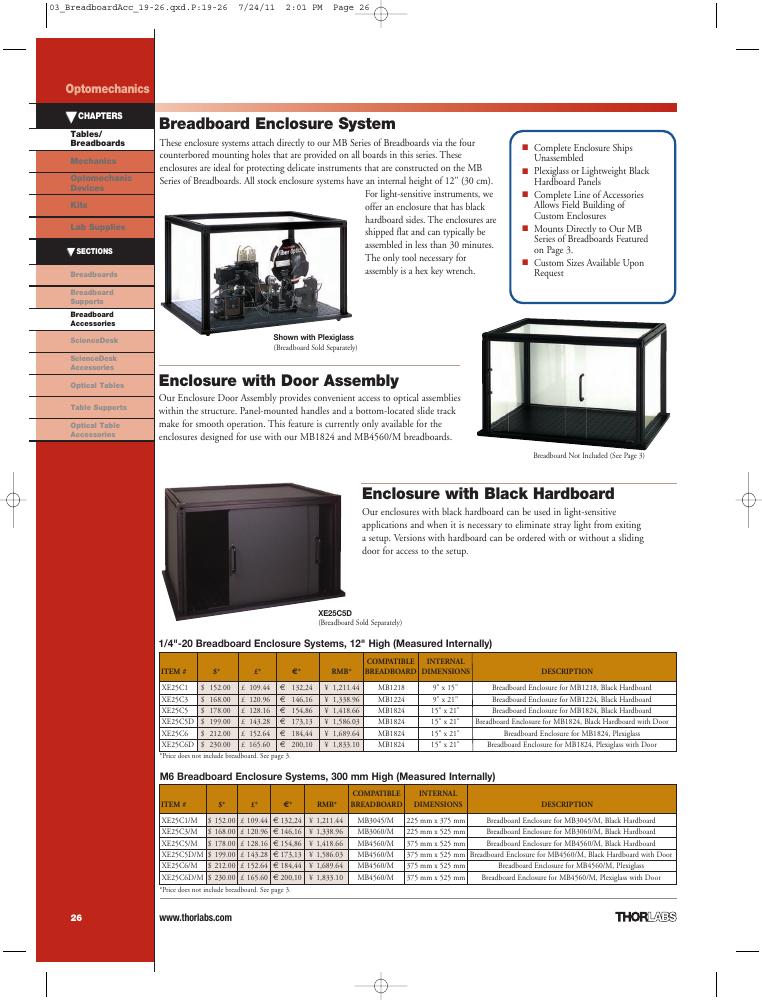 03_BreadboardAcc_19-26.qxd.P:19-26 7/24/11 2:01 PM Page 26
Optomechanics
▼CHAPTERS
Tables/
Breadboards
Mechanics
Optomechanic
Devices
Kits
Lab Supplies
▼SECTIONS
Breadboards
Breadboard
Supports
Breadboard
Accessories
ScienceDesk
ScienceDesk
Accessories
Optical Tables
Table Supports
Optical Table
Accessories
Breadboard Enclosure System
These enclosure systems attach directly to our MB Series of Breadboards via the four
counterbored mounting holes that are provided on all boards in this series. These
enclosures are ideal for protecting delicate instruments that are constructed on the MB
Series of Breadboards. All stock enclosure systems have an internal height of 12" (30 cm).
For light-sensitive instruments, we
offer an enclosure that has black
hardboard sides. The enclosures are
shipped flat and can typically be
assembled in less than 30 minutes.
The only tool necessary for
assembly is a hex key wrench.
Shown with Plexiglass
(Breadboard Sold Separately)
■ Complete Enclosure Ships
Unassembled
■ Plexiglass or Lightweight Black
Hardboard Panels
■ Complete Line of Accessories
Allows Field Building of
Custom Enclosures
■ Mounts Directly to Our MB
Series of Breadboards Featured
on Page 3.
■ Custom Sizes Available Upon
Request
Enclosure with Door Assembly
Our Enclosure Door Assembly provides convenient access to optical assemblies
within the structure. Panel-mounted handles and a bottom-located slide track
make for smooth operation. This feature is currently only available for the
enclosures designed for use with our MB1824 and MB4560/M breadboards.
Breadboard Not Included (See Page 3)
Enclosure with Black Hardboard
Our enclosures with black hardboard can be used in light-sensitive
applications and when it is necessary to eliminate stray light from exiting
a setup. Versions with hardboard can be ordered with or without a sliding
door for access to the setup.
XE25C5D
(Breadboard Sold Separately)
1/4"-20 Breadboard Enclosure Systems, 12" High (Measured Internally)
ITEM # $* £* €* RMB* COMPATIBLE BREADBOARD INTERNAL DIMENSIONS DESCRIPTION
XE25C1 $ 152.00 £ 109.44 € 132,24 ¥ 1,211.44 MB1218 9" x 15" Breadboard Enclosure for MB1218, Black Hardboard
XE25C3 $ 168.00 £ 120.96 € 146,16 ¥ 1,338.96 MB1224 9" x 21" Breadboard Enclosure for MB1224, Black Hardboard
XE25C5 $ 178.00 £ 128.16 € 154,86 ¥ 1,418.66 MB1824 15" x 21" Breadboard Enclosure for MB1824, Black Hardboard
XE25C5D $ 199.00 £ 143.28 € 173,13 ¥ 1,586.03 MB1824 15" x 21" Breadboard Enclosure for MB1824, Black Hardboard with Door
XE25C6 $ 212.00 £ 152.64 € 184,44 ¥ 1,689.64 MB1824 15" x 21" Breadboard Enclosure for MB1824, Plexiglass
XE25C6D $ 230.00 £ 165.60 € 200,10 ¥ 1,833.10 MB1824 15" x 21" Breadboard Enclosure for MB1824, Plexiglass with Door
*Price does not include breadboard. See page 3.
M6 Breadboard Enclosure Systems, 300 mm High (Measured Internally)
ITEM # $* £* €* RMB* COMPATIBLE BREADBOARD INTERNAL DIMENSIONS DESCRIPTION
XE25C1/M $ 152.00 £ 109.44 € 132,24 ¥ 1,211.44 MB3045/M 225 mm x 375 mm Breadboard Enclosure for MB3045/M, Black Hardboard
XE25C3/M $ 168.00 £ 120.96 € 146,16 ¥ 1,338.96 MB3060/M 225 mm x 525 mm Breadboard Enclosure for MB3060/M, Black Hardboard
XE25C5/M $ 178.00 £ 128.16 € 154,86 ¥ 1,418.66 MB4560/M 375 mm x 525 mm Breadboard Enclosure for MB4560/M, Black Hardboard
XE25C5D/M $ 199.00 £ 143.28 € 173,13 ¥ 1,586.03 MB4560/M 375 mm x 525 mm Breadboard Enclosure for MB4560/M, Black Hardboard with Door
XE25C6/M $ 212.00 £ 152.64 € 184,44 ¥ 1,689.64 MB4560/M 375 mm x 525 mm Breadboard Enclosure for MB4560/M, Plexiglass
XE25C6D/M $ 230.00 £ 165.60 € 200,10 ¥ 1,833.10 MB4560/M 375 mm x 525 mm Breadboard Enclosure for MB4560/M, Plexiglass with Door
*Price does not include breadboard. See page 3.
26
www.thorlabs.com
THORLABS